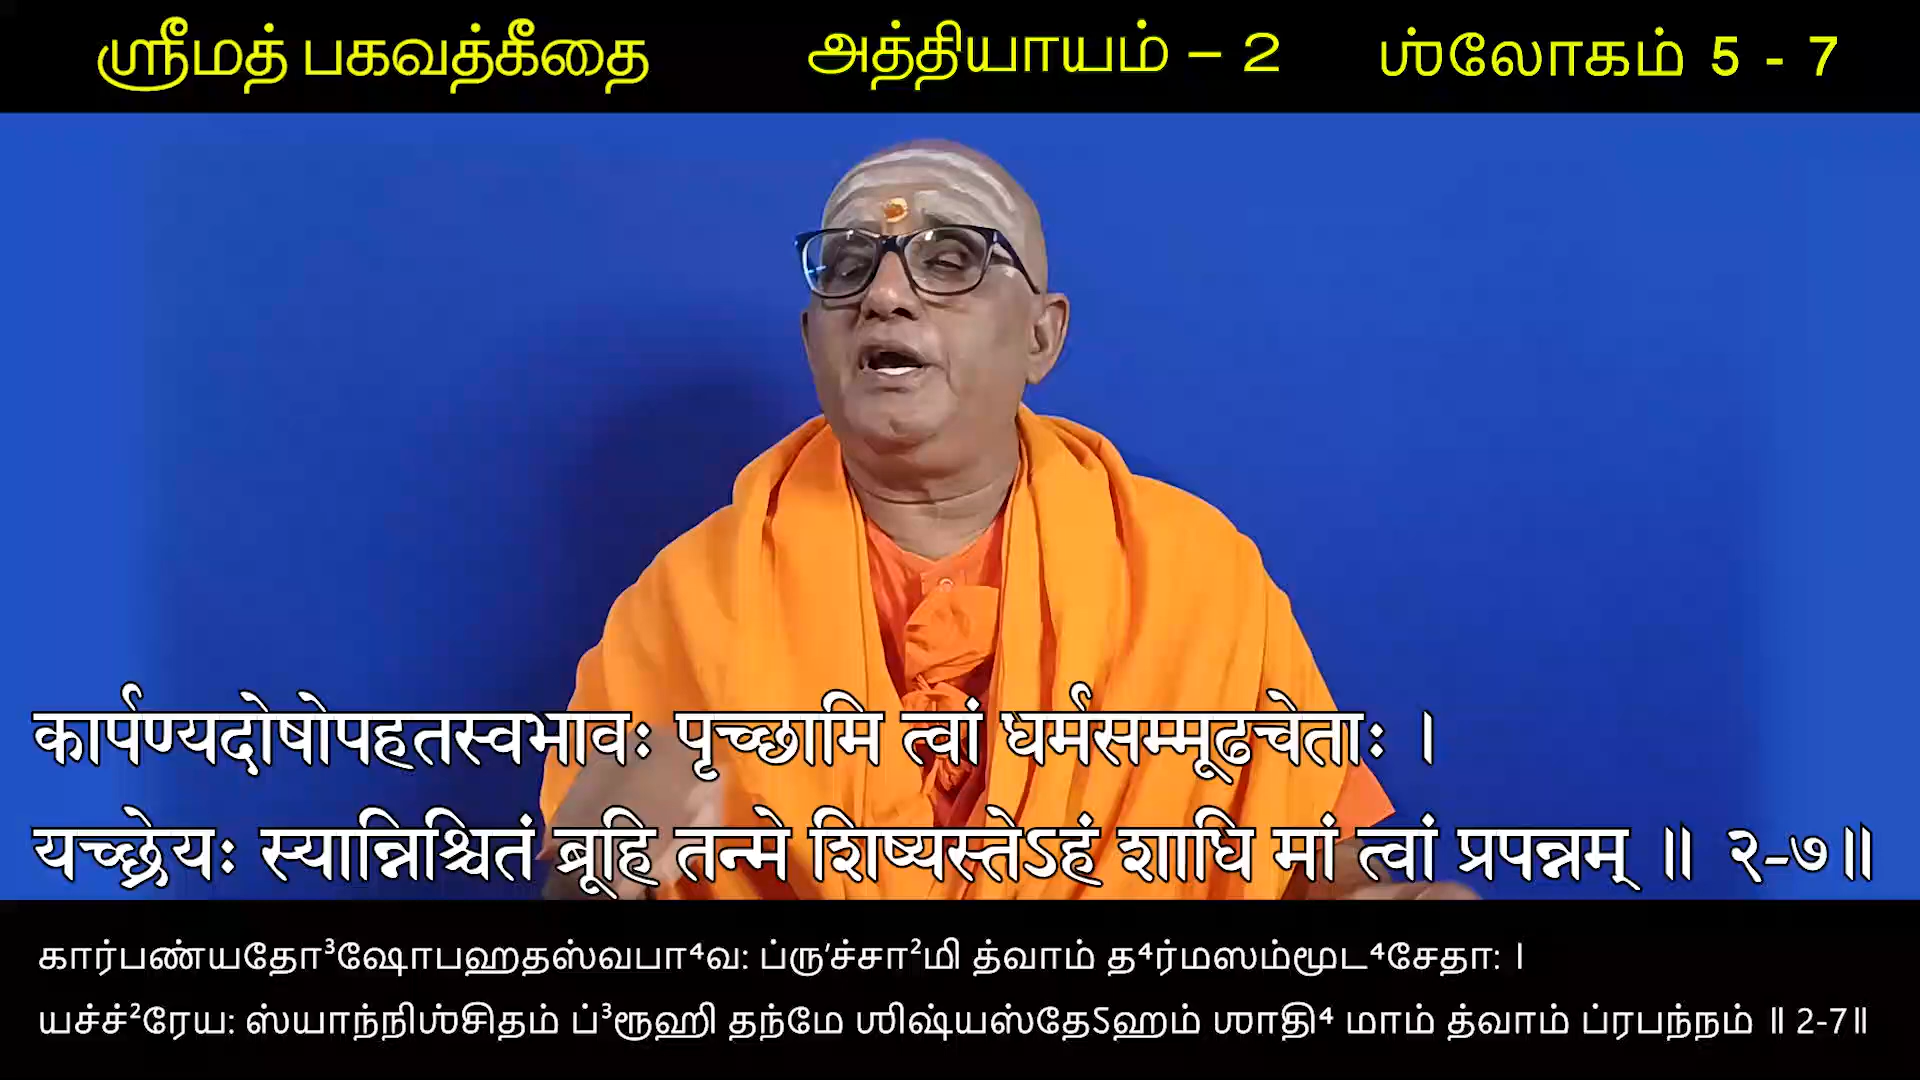 ஸ்ரீமத் பகவத்கீதை அத்தியாயம் – 2 ஶ்லோகம் 5 - 7
कार्पण्यदोषोपहतस्वभावः पृच्छामि त्वां धर्मसम्मूढचेताः ।
यच्छ्रेयः स्यान्निश्चितं ब्रूहि तन्मे शिष्यस्तेऽहं शाधि मां त्वां प्रपन्नम् ॥ २-७॥
கார்பண்யதோ³ஷோபஹதஸ்வபா⁴வ: ப்ரு’ச்சா²மி த்வாம் த⁴ர்மஸம்மூட⁴சேதா: ।
யச்ச்²ரேய: ஸ்யாந்நிஶ்சிதம் ப்³ரூஹி தந்மே ஶிஷ்யஸ்தேऽஹம் ஶாதி⁴ மாம் த்வாம் ப்ரபந்நம் ॥ 2-7॥